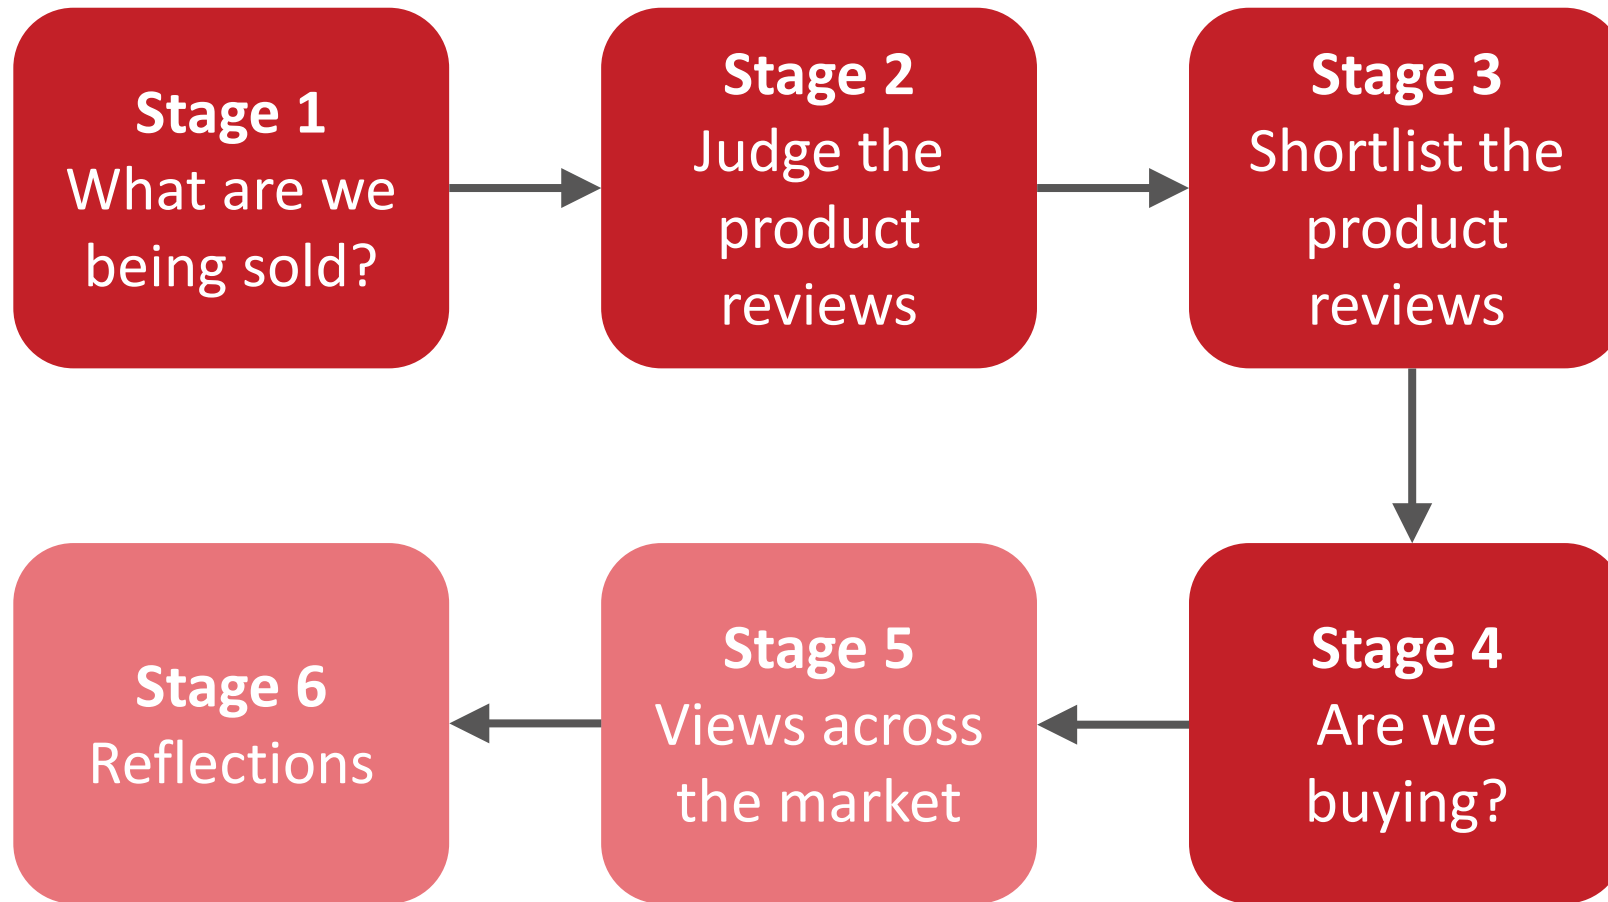 Stage 1
What are we
being sold?
Stage 2
Judge the
product
reviews
Stage 3
Shortlist the
product
reviews
Stage 4
Are we
buying?
Stage 5
Views across
the market
Stage 6
Reflections